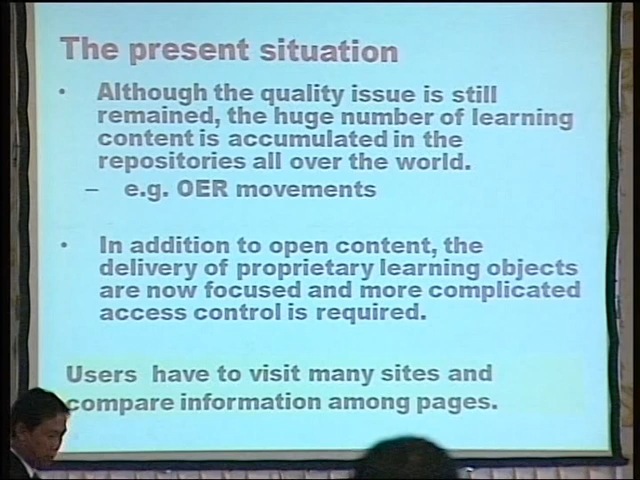 The present situation
• Although the quality issue is still
remained, the huge number of learning
content is accumulated in the
repositories all over the world.
– e.g. OER movements
• In addition to open content, the
delivery of proprietary learning objects
are now focused and more complicated
access control is required.
Users have to visit many sites and
compare information among pages.